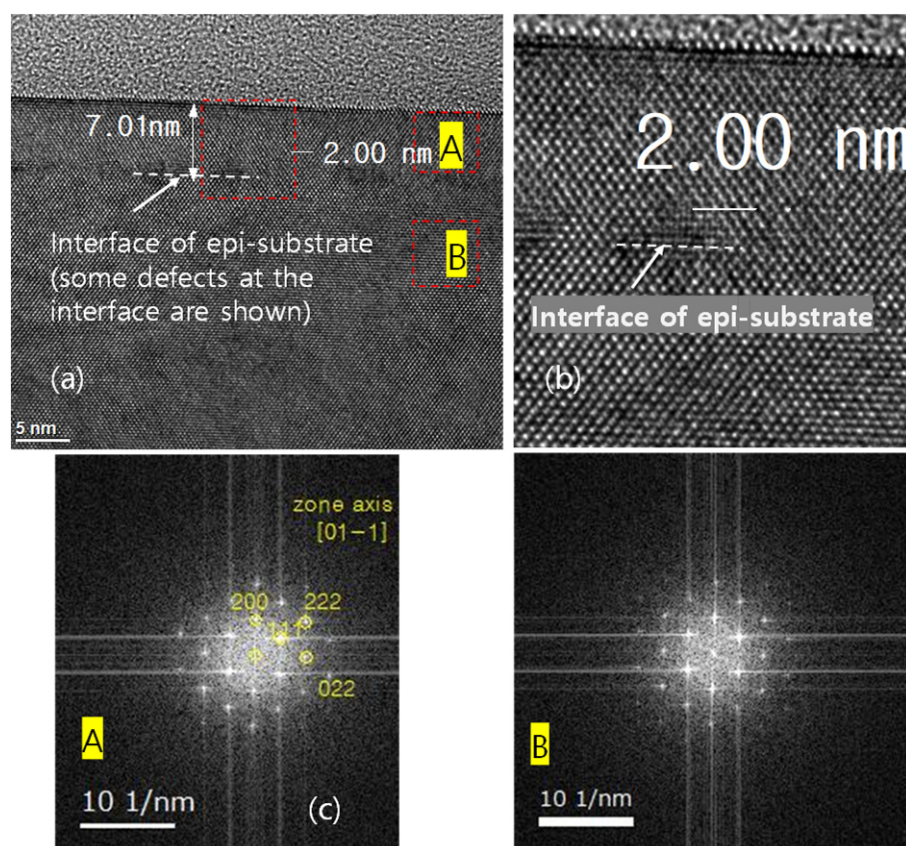 7.01nm
2.00 nm
A
Interface of epi-substrate
(some defects at the
interface are shown)
B
(a)
5 nm
2.00 nm
Interface of epi-substrate
(b)
zone axis
[01-1]
200
222
111
022
A
10 1/nm
(c)
B
10 1/nm